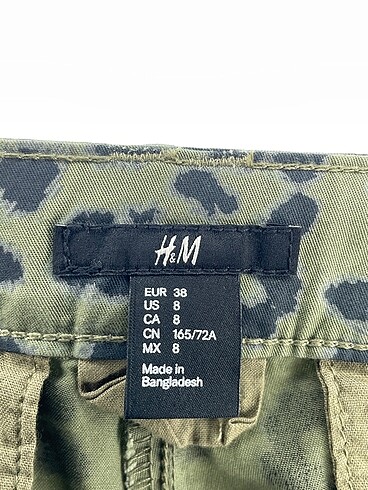 H&M
EUR 38
US 8
CA 8
CN 165/72A
MX 8
Made in
Bangladesh